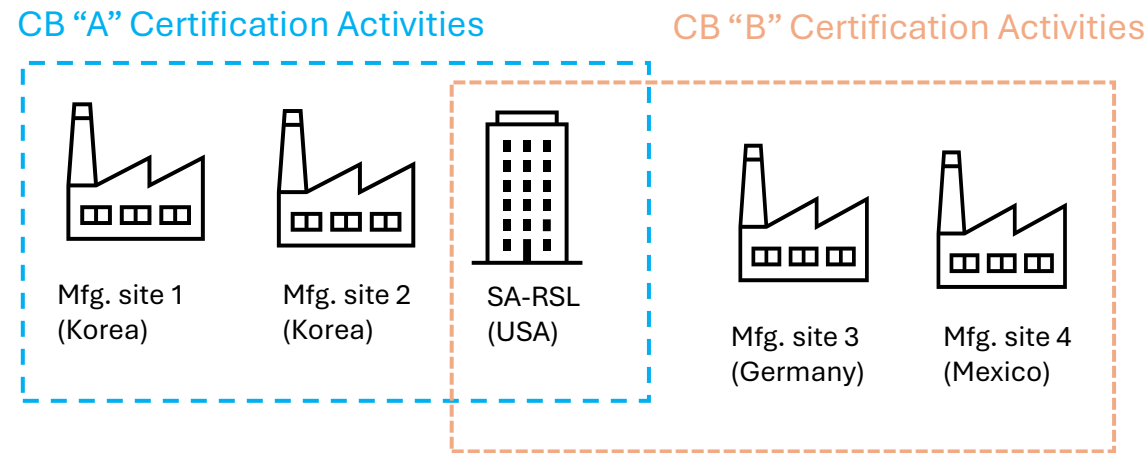 CB “A” Certification Activities
CB “B” Certification Activities
Mfg. site 1
(Korea)
Mfg. site 2
(Korea)
SA-RSL
(USA)
Mfg. site 3
(Germany)
Mfg. site 4
(Mexico)